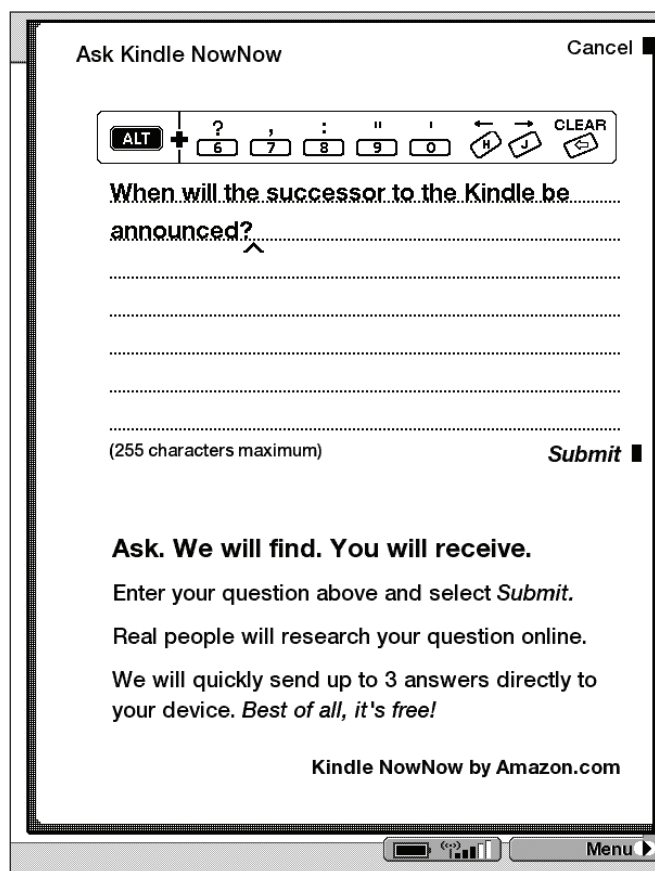 Ask Kindle NowNow
Cancel
ALT + ? , : " ' ← → CLEAR
6 7 8 9 0 H J
When will the successor to the Kindle be
announced?
(255 characters maximum)
Submit
Ask. We will find. You will receive.
Enter your question above and select Submit.
Real people will research your question online.
We will quickly send up to 3 answers directly to
your device. Best of all, it's free!
Kindle NowNow by Amazon.com
Menu